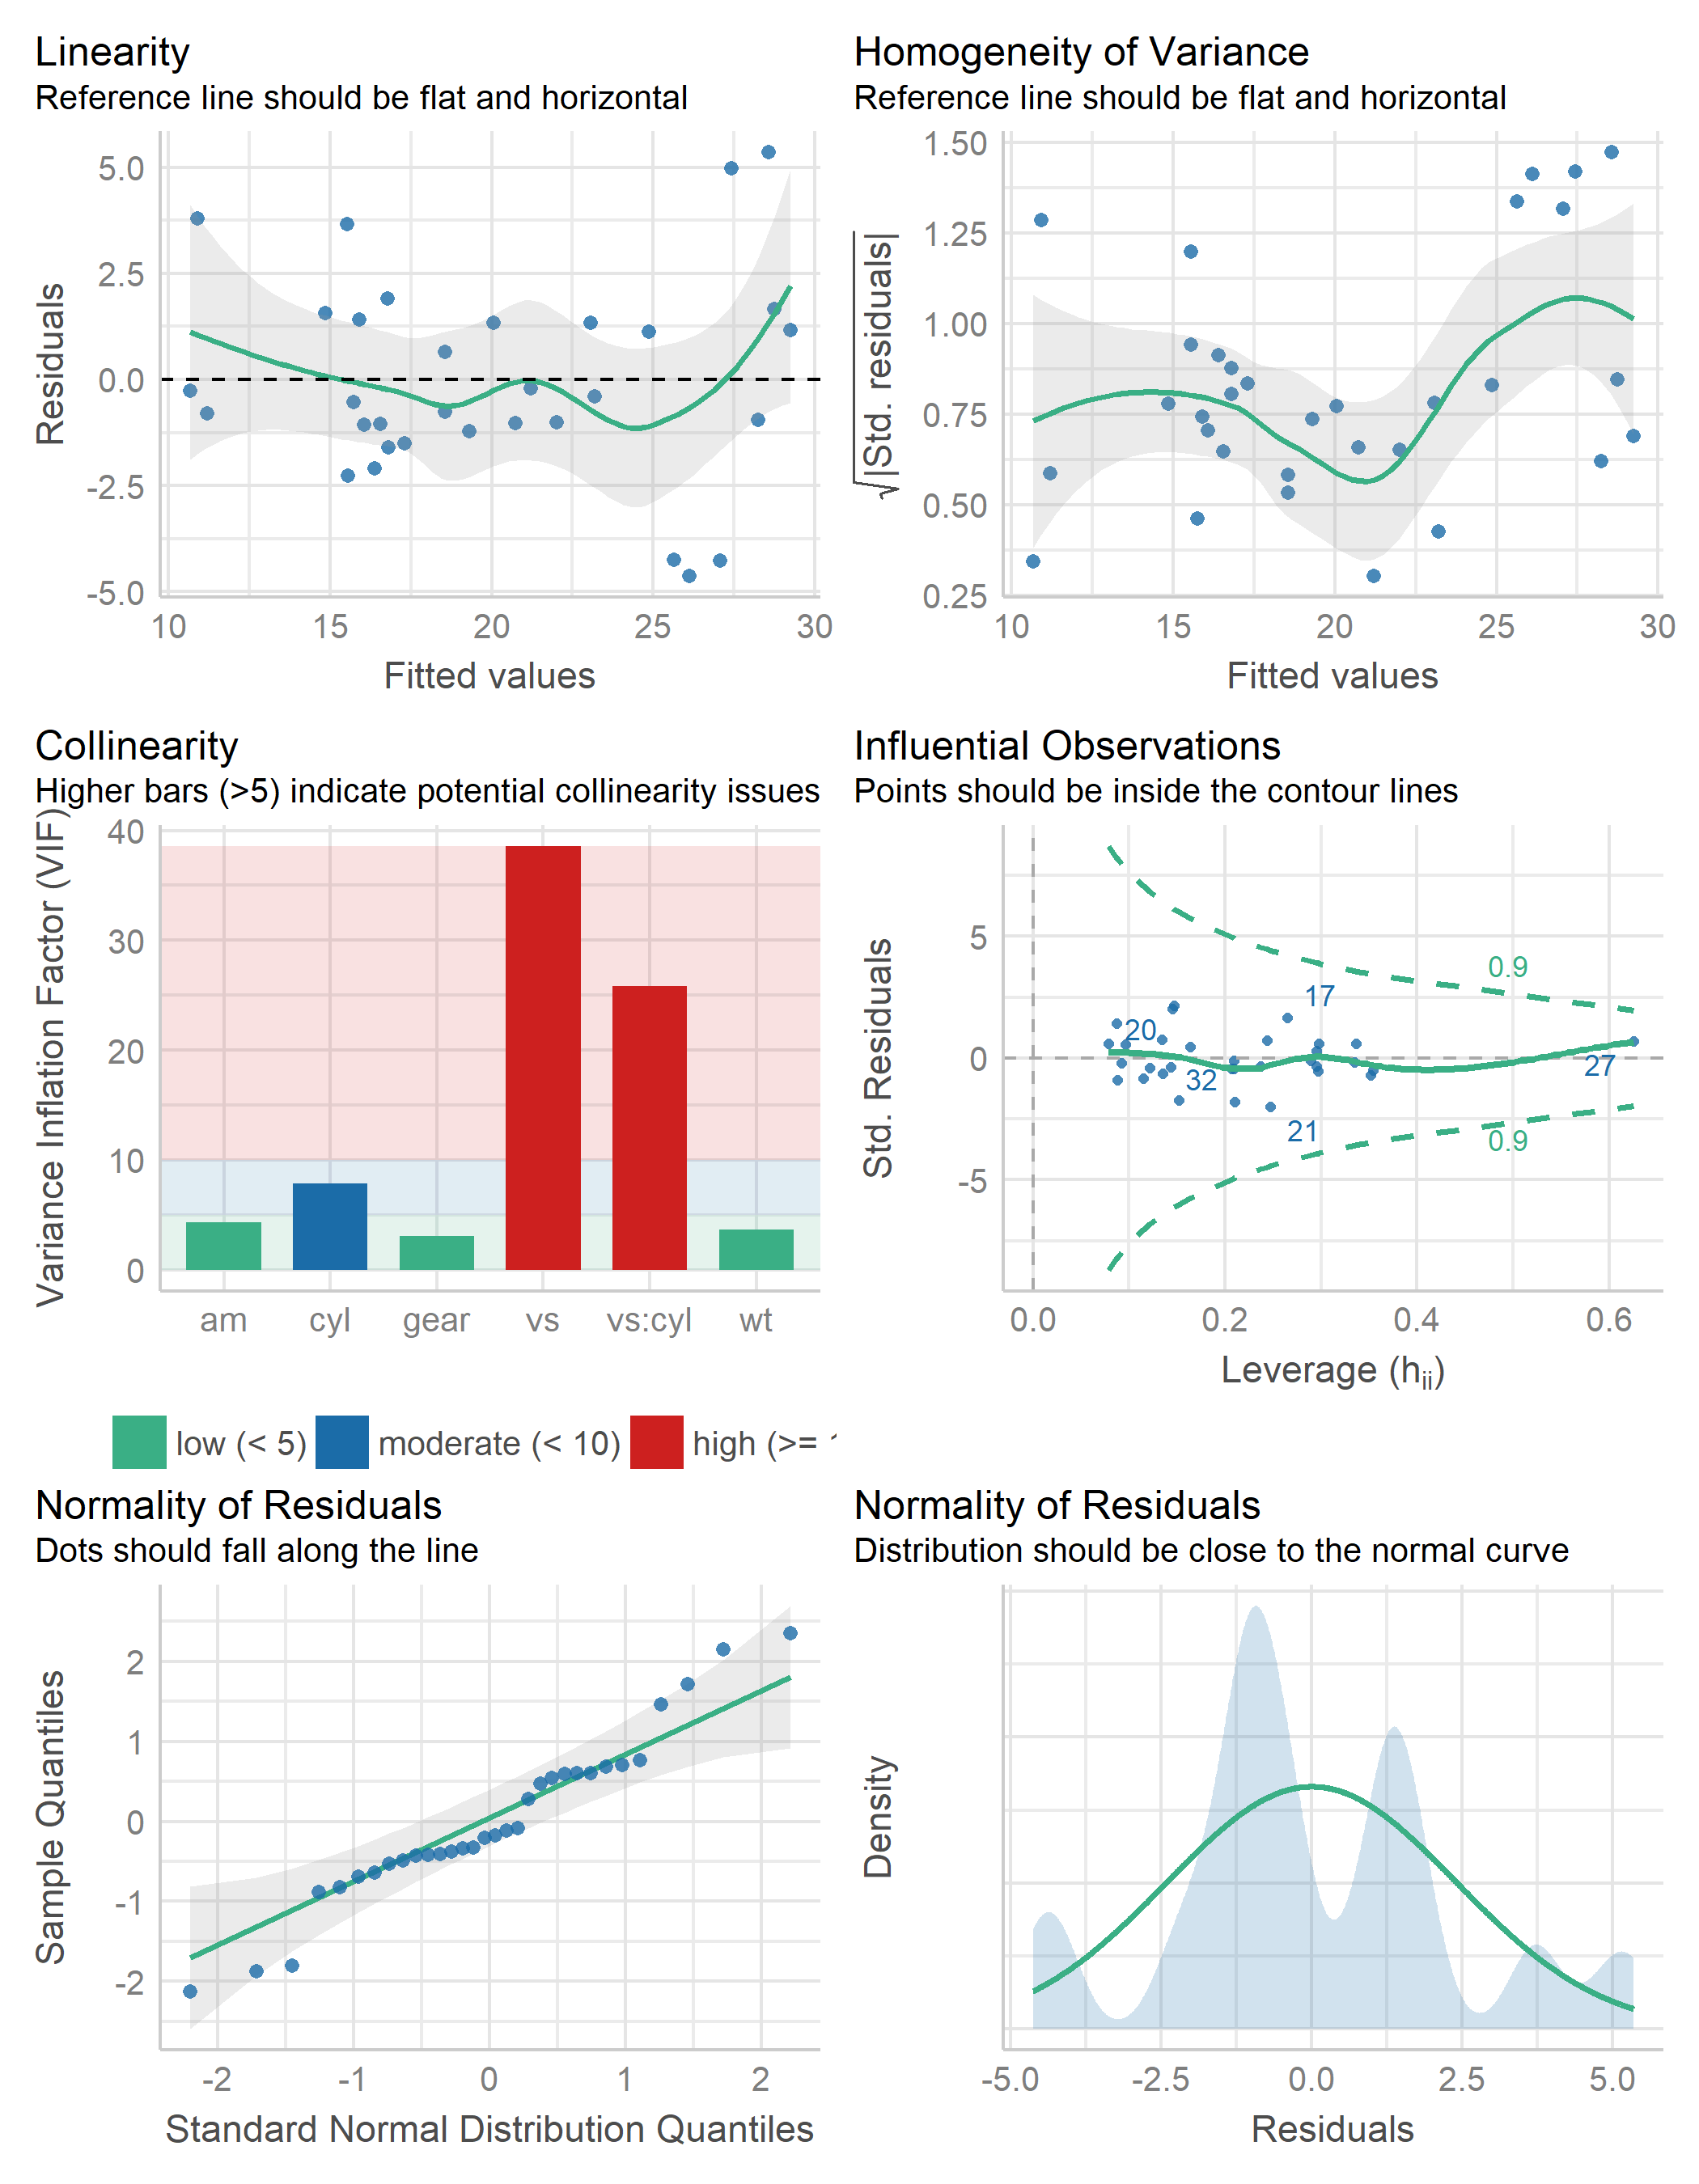 Linearity
Reference line should be flat and horizontal
Residuals
5.0
2.5
0.0
-2.5
-5.0
10 15 20 25 30
Fitted values
Homogeneity of Variance
Reference line should be flat and horizontal
√|Std. residuals|
1.50
1.25
1.00
0.75
0.50
0.25
10 15 20 25 30
Fitted values
Collinearity
Higher bars (>5) indicate potential collinearity issues
Variance Inflation Factor (VIF)
40
30
20
10
0
am cyl gear vs vs:cyl wt
low (< 5) moderate (< 10) high (>=
Influential Observations
Points should be inside the contour lines
Std. Residuals
5
0
-5
0.9
17
20
27
32
21
0.9
0.0 0.2 0.4 0.6
Leverage (hii)
Normality of Residuals
Dots should fall along the line
Sample Quantiles
2
1
0
-1
-2
-2 -1 0 1 2
Standard Normal Distribution Quantiles
Normality of Residuals
Distribution should be close to the normal curve
Density
-5.0 -2.5 0.0 2.5 5.0
Residuals